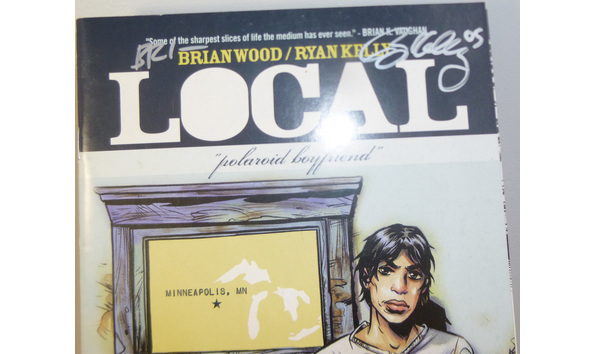 "Some of the sharpest slices of life the medium has ever seen." - BRIAN K. VAUGHAN
BRIAN WOOD / RYAN KELLY
LOCAL
"polaroid boyfriend"
MINNEAPOLIS, MN